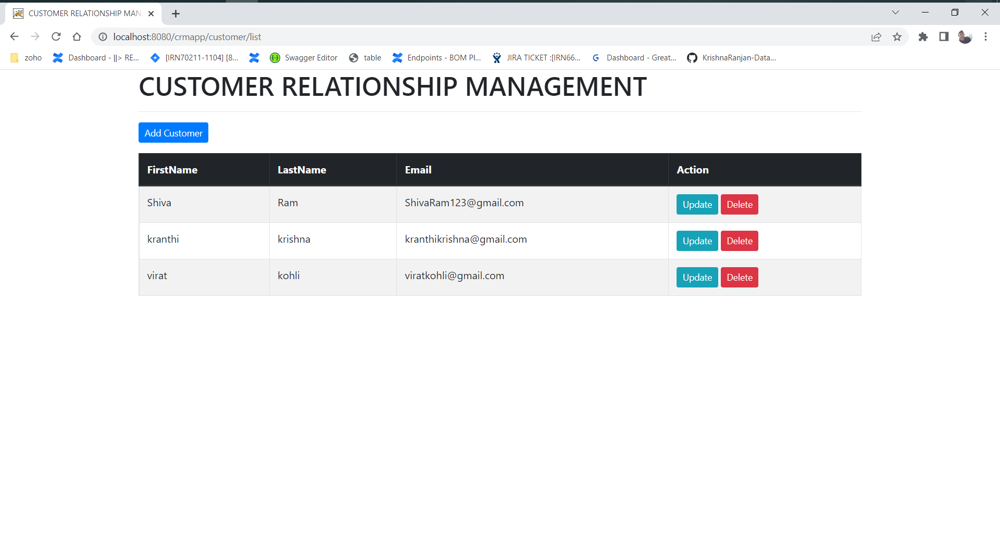 CUSTOMER RELATIONSHIP MAN
localhost:8080/crmapp/customer/list
zoho Dashboard - ||> RE... [IRN70211-1104] [8... Swagger Editor table Endpoints - BOM Pl... JIRA TICKET :[IRN66... Dashboard - Great... KrishnaRanjan-Data...
CUSTOMER RELATIONSHIP MANAGEMENT
Add Customer
FirstName LastName Email Action
Shiva Ram ShivaRam123@gmail.com Update Delete
kranthi krishna kranthikrishna@gmail.com Update Delete
virat kohli viratkohli@gmail.com Update Delete